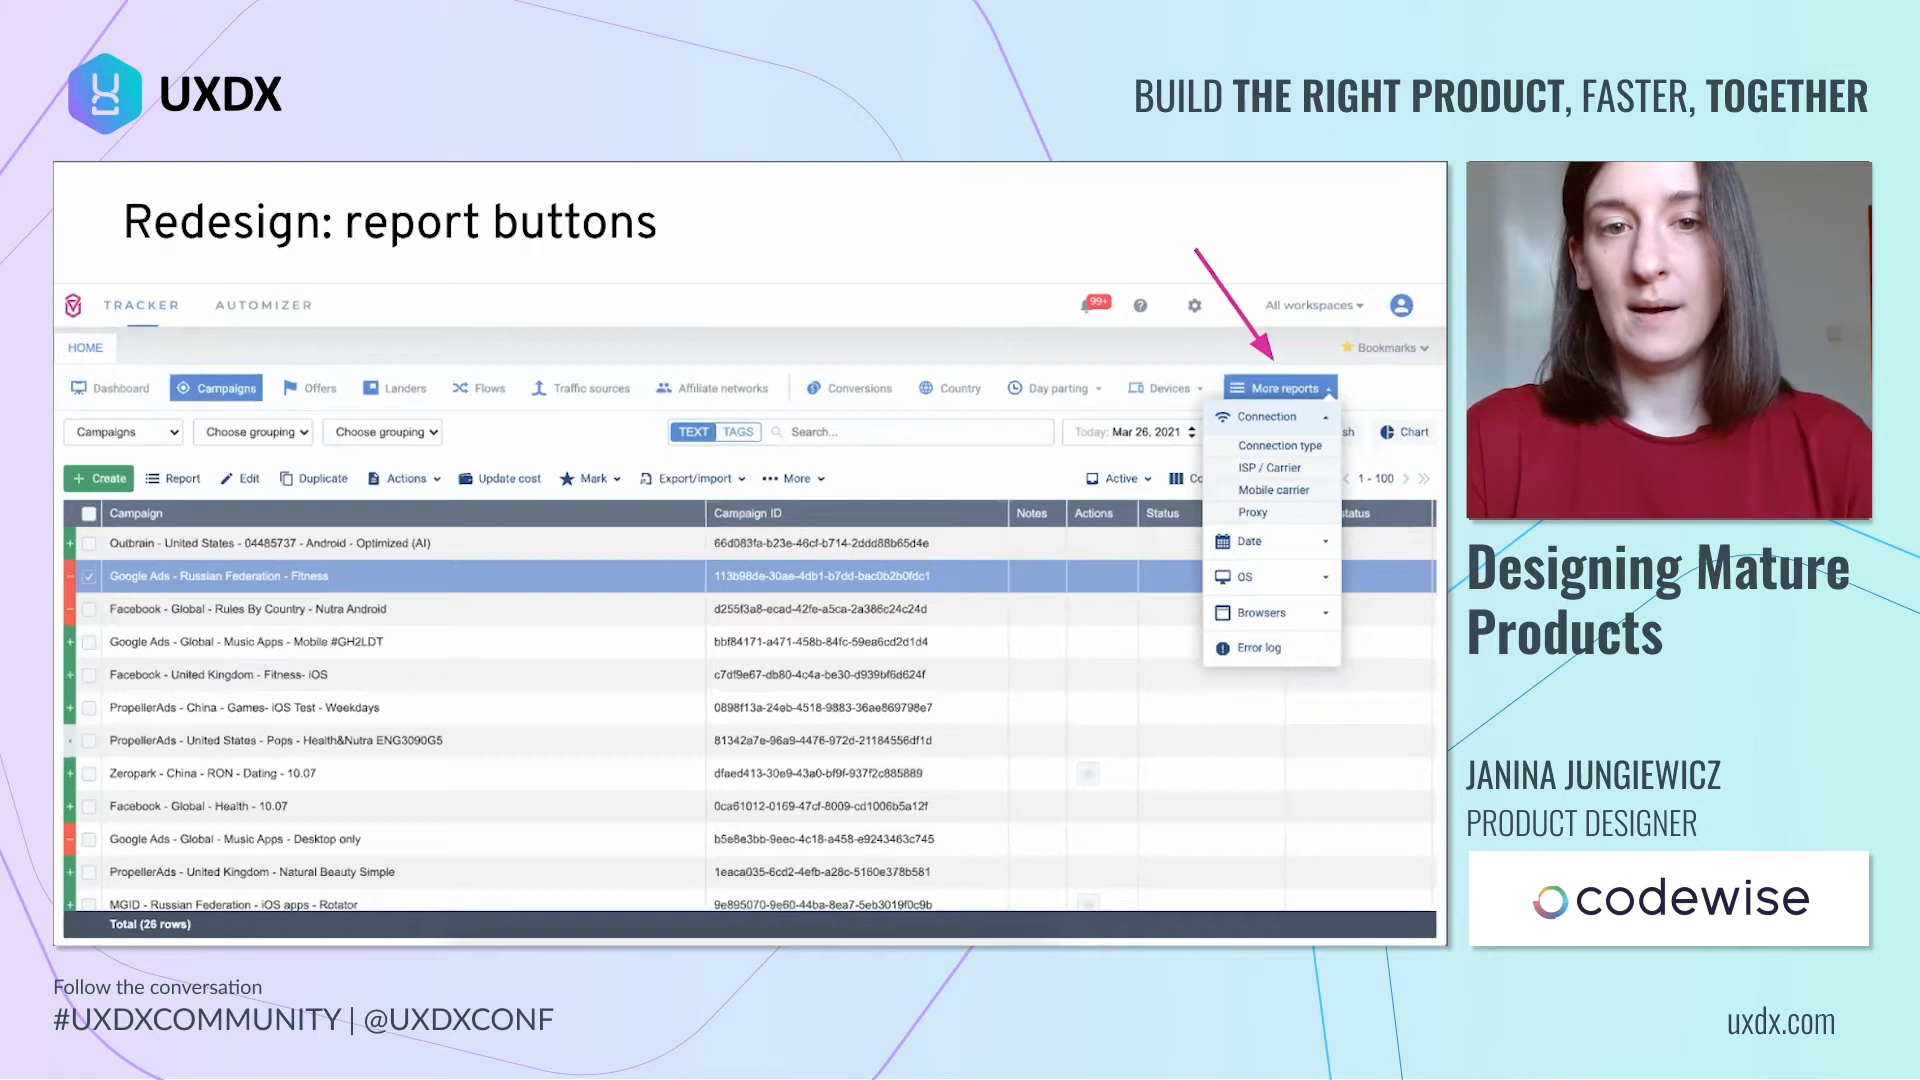 UXDX
BUILD THE RIGHT PRODUCT, FASTER, TOGETHER
Redesign: report buttons
TRACKER AUTOMIZER 99+ All workspaces
HOME Bookmarks
Dashboard Campaigns Offers Landers Flows Traffic sources Affiliate networks Conversions Country Day parting Devices More reports
Campaigns Choose grouping Choose grouping TEXT TAGS Search... Today: Mar 26, 2021 sh Chart
+ Create Report Edit Duplicate Actions Update cost Mark Export/import More Active Co 1 - 100
Connection
Connection type
ISP / Carrier
Mobile carrier
Proxy
Date
OS
Browsers
Error log
Campaign Campaign ID Notes Actions Status status
Outbrain - United States - 04485737 - Android - Optimized (AI) 66d083fa-b23e-46cf-b714-2ddd88b65d4e
Google Ads - Russian Federation - Fitness 113b98de-30ae-4db1-b7dd-bac0b2b0fdc1
Facebook - Global - Rules By Country - Nutra Android d255f3a8-ecad-42fe-a5ca-2a386c24c24d
Google Ads - Global - Music Apps - Mobile #GH2LDT bbf84171-a471-458b-84fc-59ea6cd2d1d4
Facebook - United Kingdom - Fitness- iOS c7df9e67-db80-4c4a-be30-d939bf6d624f
PropellerAds - China - Games- iOS Test - Weekdays 0898f13a-24eb-4518-9883-36ae869798e7
PropellerAds - United States - Pops - Health&Nutra ENG3090G5 81342a7e-96a9-4476-972d-21184556df1d
Zeropark - China - RON - Dating - 10.07 dfaed413-30e9-43a0-bf9f-937f2c885889
Facebook - Global - Health - 10.07 0ca61012-0169-47cf-8009-cd1006b5a12f
Google Ads - Global - Music Apps - Desktop only b5e8e3bb-9eec-4c18-a458-e9243463c745
PropellerAds - United Kingdom - Natural Beauty Simple 1eaca035-6cd2-4efb-a28c-5160e378b581
MGID - Russian Federation - iOS apps - Rotator 9e895070-9e60-44ba-8ea7-5eb3019f0c9b
Total (26 rows)
Designing Mature
Products
JANINA JUNGIEWICZ
PRODUCT DESIGNER
codewise
Follow the conversation
#UXDXCOMMUNITY | @UXDXCONF
uxdx.com